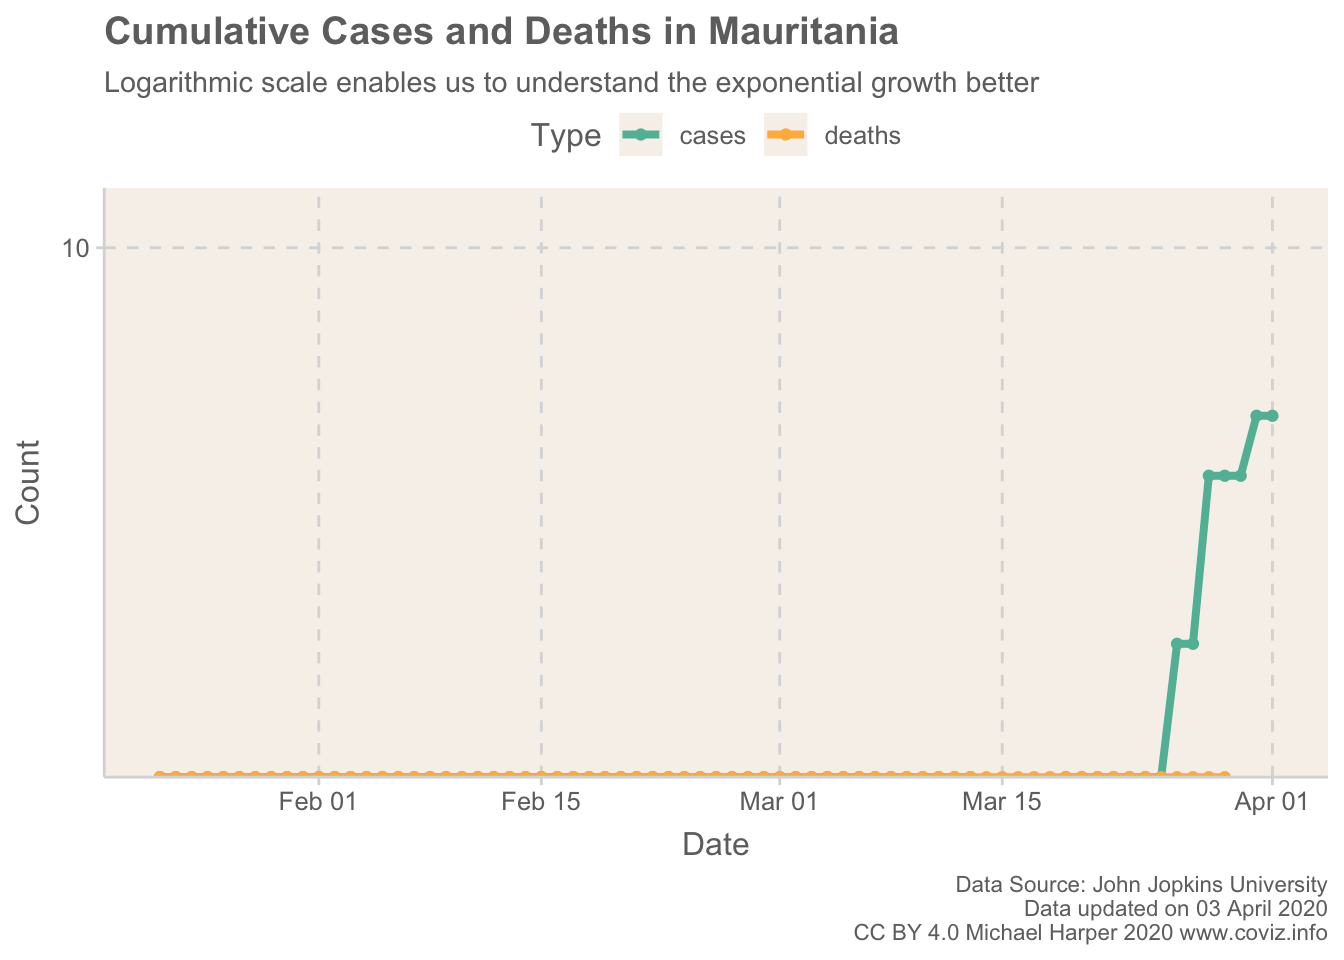 Cumulative Cases and Deaths in Mauritania
Logarithmic scale enables us to understand the exponential growth better
Type cases deaths
10
Count
Feb 01 Feb 15 Mar 01 Mar 15 Apr 01
Date
Data Source: John Jopkins University
Data updated on 03 April 2020
CC BY 4.0 Michael Harper 2020 www.coviz.info